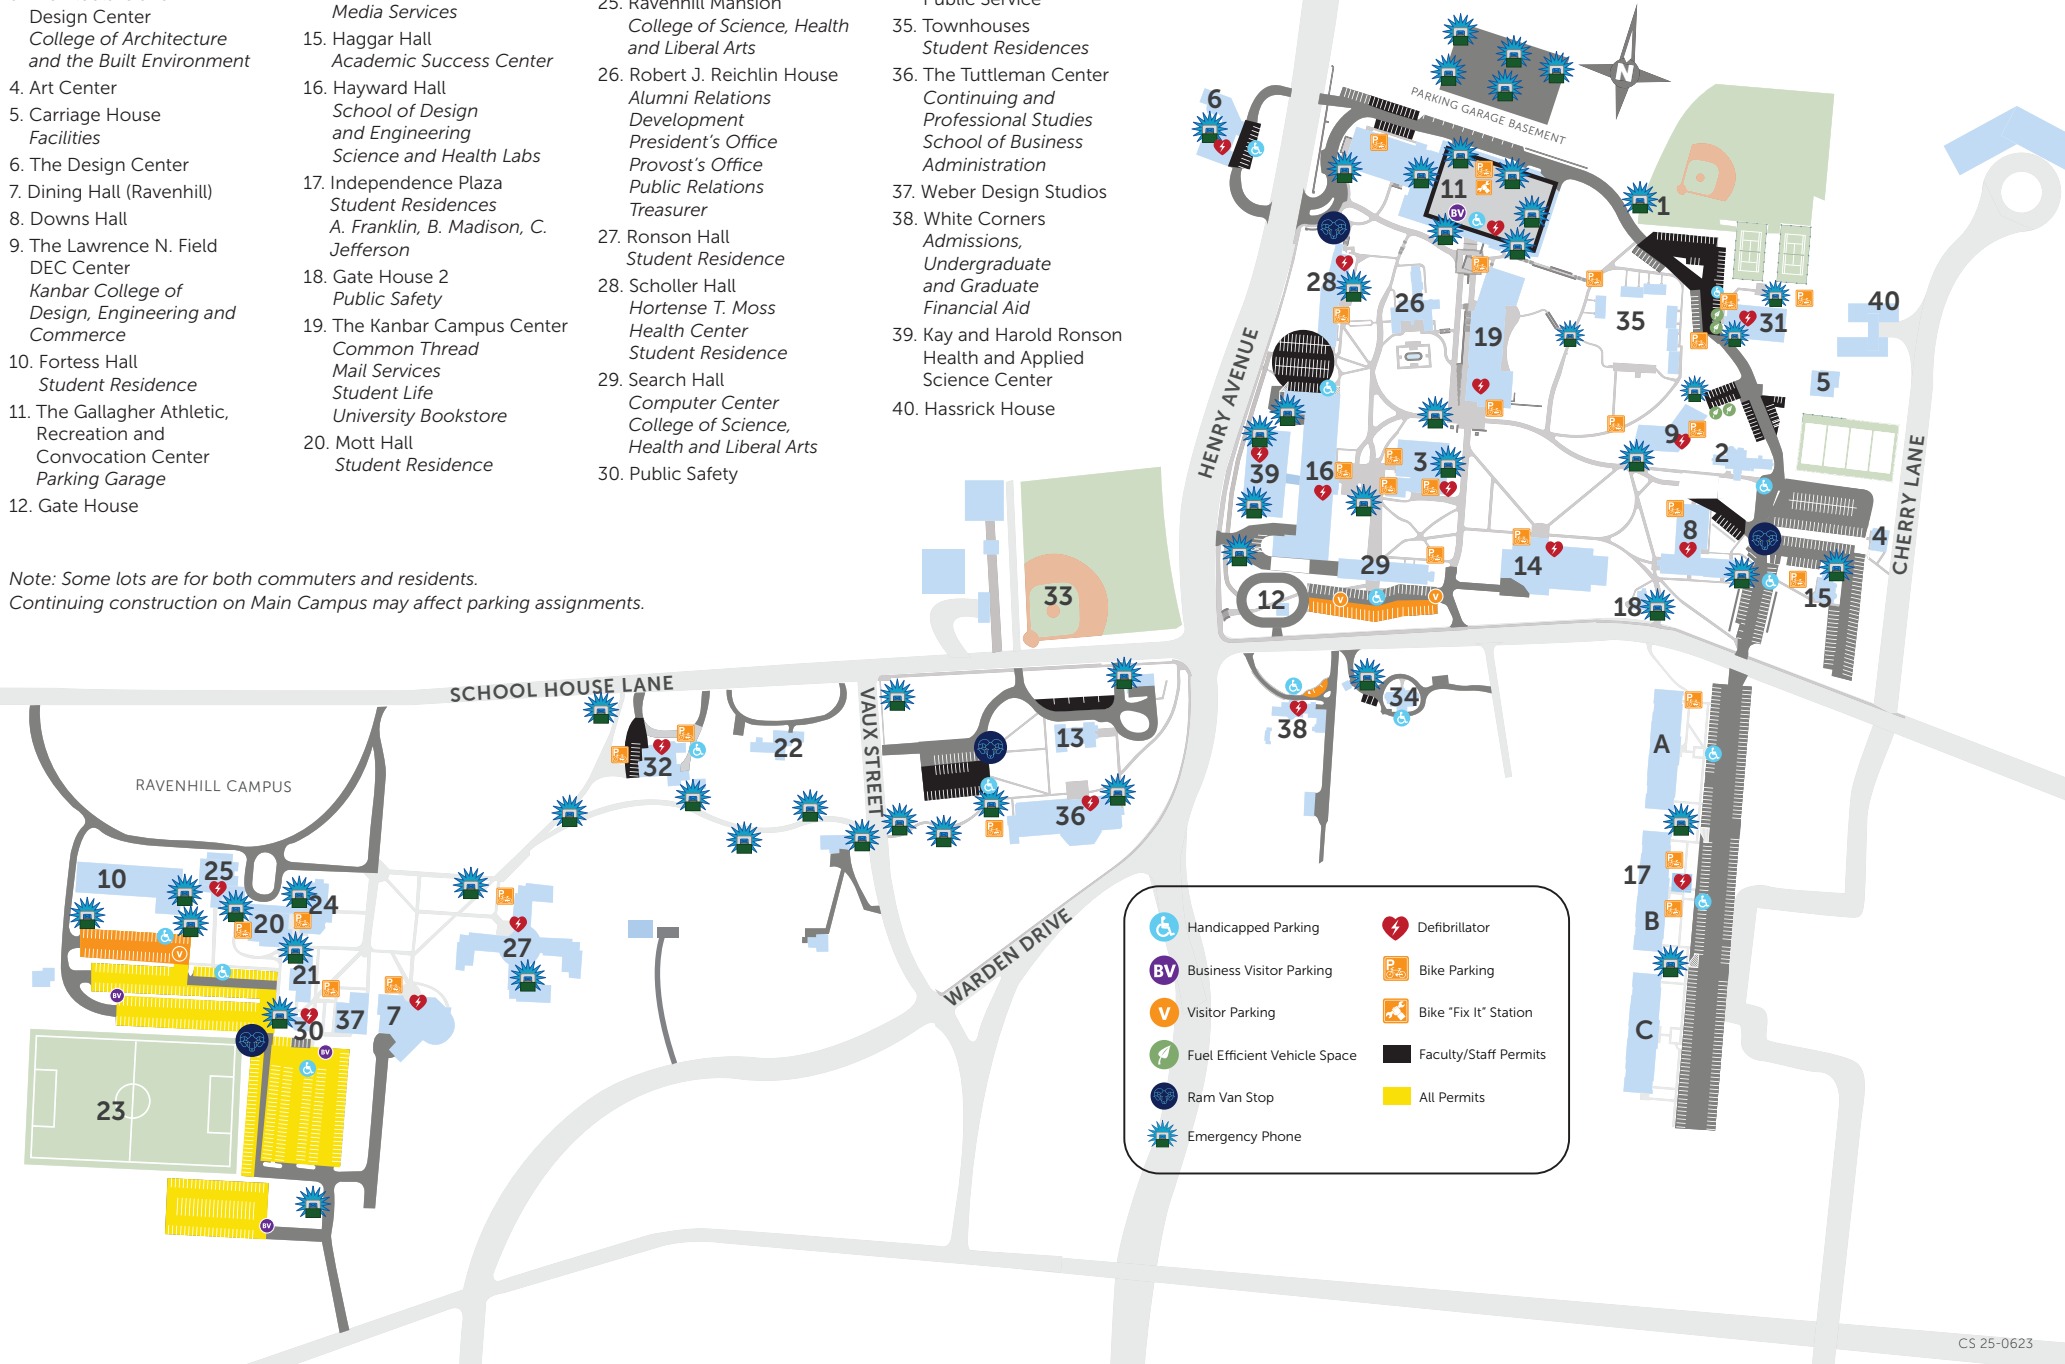 Design Center
College of Architecture
and the Built Environment
4. Art Center
5. Carriage House
Facilities
6. The Design Center
7. Dining Hall (Ravenhill)
8. Downs Hall
9. The Lawrence N. Field
DEC Center
Kanbar College of
Design, Engineering and
Commerce
10. Fortess Hall
Student Residence
11. The Gallagher Athletic,
Recreation and
Convocation Center
Parking Garage
12. Gate House
Media Services
15. Haggar Hall
Academic Success Center
16. Hayward Hall
School of Design
and Engineering
Science and Health Labs
17. Independence Plaza
Student Residences
A. Franklin, B. Madison, C.
Jefferson
18. Gate House 2
Public Safety
19. The Kanbar Campus Center
Common Thread
Mail Services
Student Life
University Bookstore
20. Mott Hall
Student Residence
25. Ravenhill Mansion
College of Science, Health
and Liberal Arts
26. Robert J. Reichlin House
Alumni Relations
Development
President's Office
Provost's Office
Public Relations
Treasurer
27. Ronson Hall
Student Residence
28. Scholler Hall
Hortense T. Moss
Health Center
Student Residence
29. Search Hall
Computer Center
College of Science,
Health and Liberal Arts
30. Public Safety
Public Service
35. Townhouses
Student Residences
36. The Tuttleman Center
Continuing and
Professional Studies
School of Business
Administration
37. Weber Design Studios
38. White Corners
Admissions,
Undergraduate
and Graduate
Financial Aid
39. Kay and Harold Ronson
Health and Applied
Science Center
40. Hassrick House
Note: Some lots are for both commuters and residents.
Continuing construction on Main Campus may affect parking assignments.
N
PARKING GARAGE BASEMENT
6
11
BV
1
28
26
19
35
31
40
5
HENRY AVENUE
39
16
3
9
2
8
4
CHERRY LANE
29
14
12
V
V
18
15
33
SCHOOL HOUSE LANE
VAUX STREET
RAVENHILL CAMPUS
32
22
13
36
38
34
A
17
B
C
WARDEN DRIVE
10
25
24
20
V
21
BV
27
30
37
7
BV
23
BV
Handicapped Parking
BV Business Visitor Parking
V Visitor Parking
Fuel Efficient Vehicle Space
Ram Van Stop
Emergency Phone
Defibrillator
P Bike Parking
Bike "Fix It" Station
Faculty/Staff Permits
All Permits
CS 25-0623